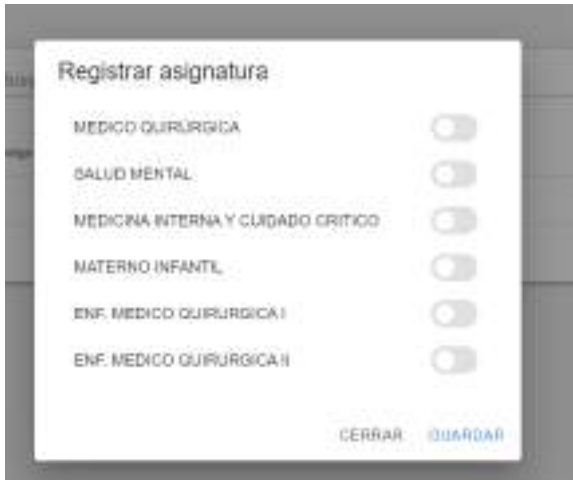 Registrar asignatura
MEDICO QUIRÚRGICA
SALUD MENTAL
MEDICINA INTERNA Y CUIDADO CRITICO
MATERNO INFANTIL
ENF. MEDICO QUIRURGICA I
ENF. MEDICO QUIRURGICA II
CERRAR GUARDAR